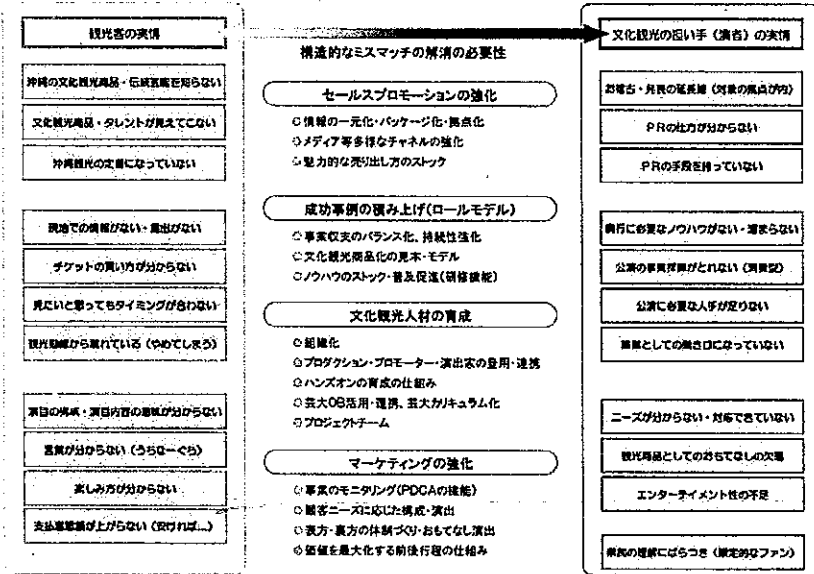 観光客の実情
沖縄の文化観光商品・伝統芸能を知らない
文化観光商品・タレントが見えてこない
沖縄観光の定番になっていない
現地での情報がない・露出がない
チケットの買い方が分からない
見たいと思ってもタイミングが合わない
観光動線から離れている（やめてしまう）
演目の構成・演目内容の意味が分からない
言葉が分からない（うちなーぐち）
楽しみ方が分からない
支払意思額が上がらない（安ければ…）
構造的なミスマッチの解消の必要性
セールスプロモーションの強化
○情報の一元化・パッケージ化・拠点化
○メディア等多様なチャネルの強化
○魅力的な売り出し方のストック
成功事例の積み上げ（ロールモデル）
○事業収支のバランス化、持続性強化
○文化観光商品化の見本・モデル
○ノウハウのストック・普及促進（研修機能）
文化観光人材の育成
○組織化
○プロダクション・プロモーター・演出家の登用・連携
○ハンズオンの育成の仕組み
○芸大OB活用・連携、芸大カリキュラム化
○プロジェクトチーム
マーケティングの強化
○事業のモニタリング（PDCAの機能）
○顧客ニーズに応じた構成・演出
○表方・裏方の体制づくり・おもてなし演出
○価値を最大化する前後行程の仕組み
文化観光の担い手（演者）の実情
お稽古・発表の延長線（対象の焦点が内）
PRの仕方が分からない
PRの手段を持っていない
興行に必要なノウハウがない・溜まらない
公演の事業採算がとれない（消費型）
公演に必要な人手が足りない
職業としての働き口になっていない
ニーズが分からない・対応できていない
観光商品としてのおもてなしの欠落
エンターテイメント性の不足
県民の理解にばらつき（限定的なファン）